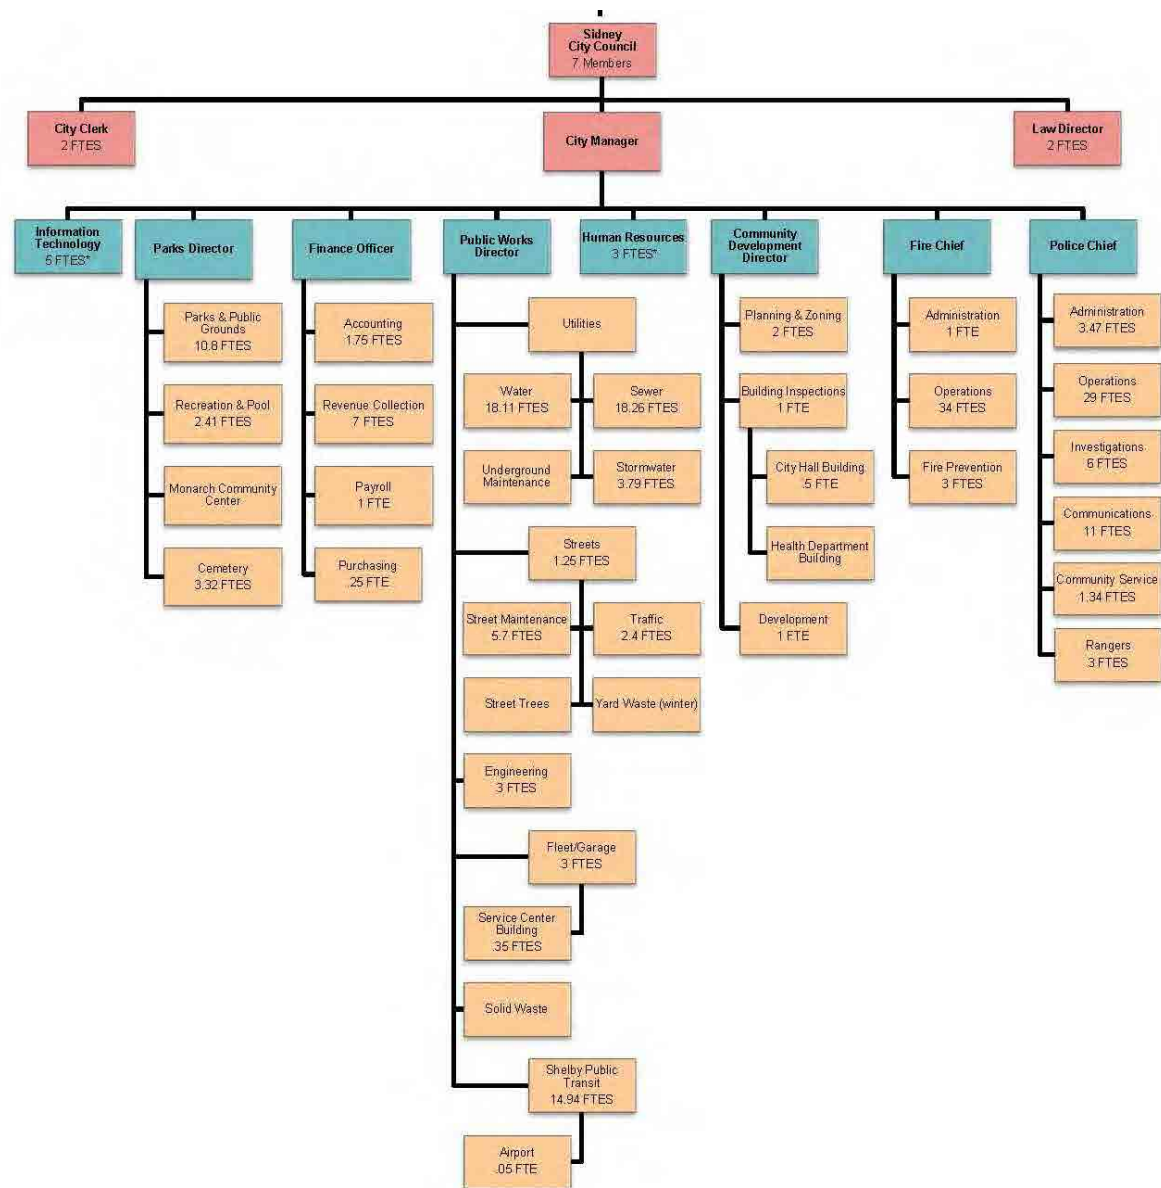 Sidney
City Council
7 Members
City Clerk
2 FTES
City Manager
Law Director
2 FTES
Information
Technology
5 FTES*
Parks Director
Finance Officer
Public Works
Director
Human Resources
3 FTES*
Community
Development
Director
Fire Chief
Police Chief
Parks & Public
Grounds
10.8 FTES
Recreation & Pool
2.41 FTES
Monarch Community
Center
Cemetery
3.32 FTES
Accounting
1.75 FTES
Revenue Collection
7 FTES
Payroll
1 FTE
Purchasing
.25 FTE
Utilities
Water
18.11 FTES
Sewer
18.26 FTES
Underground
Maintenance
Stormwater
3.79 FTES
Streets
1.25 FTES
Street Maintenance
5.7 FTES
Traffic
2.4 FTES
Street Trees
Yard Waste (winter)
Engineering
3 FTES
Fleet/Garage
3 FTES
Service Center
Building
.35 FTES
Solid Waste
Shelby Public
Transit
14.94 FTES
Airport
.05 FTE
Planning & Zoning
2 FTES
Building Inspections
1 FTE
City Hall Building
.5 FTE
Health Department
Building
Development
1 FTE
Administration
1 FTE
Operations
34 FTES
Fire Prevention
3 FTES
Administration
3.47 FTES
Operations
29 FTES
Investigations
6 FTES
Communications
11 FTES
Community Service
1.34 FTES
Rangers
3 FTES